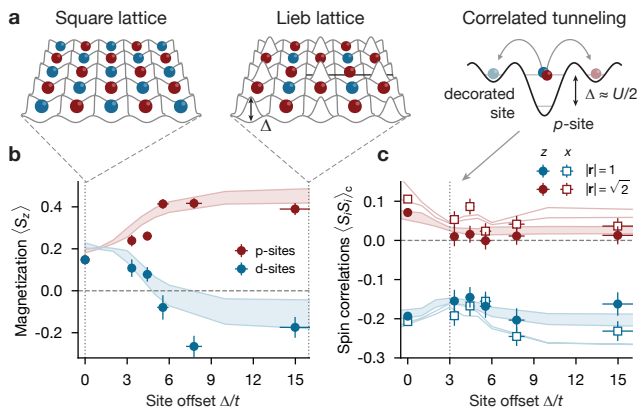 a
Square lattice
Lieb lattice
Correlated tunneling
Δ
decorated
site
p-site
Δ ≈ U/2
b
Magnetization ⟨S_z⟩
0.4
0.2
0.0
-0.2
p-sites
d-sites
0 3 6 9 12 15
Site offset Δ/t
c
z x
|r| = 1
|r| = √2
Spin correlations ⟨S_i S_i⟩_c
0.1
0.0
-0.1
-0.2
-0.3
0 3 6 9 12 15
Site offset Δ/t